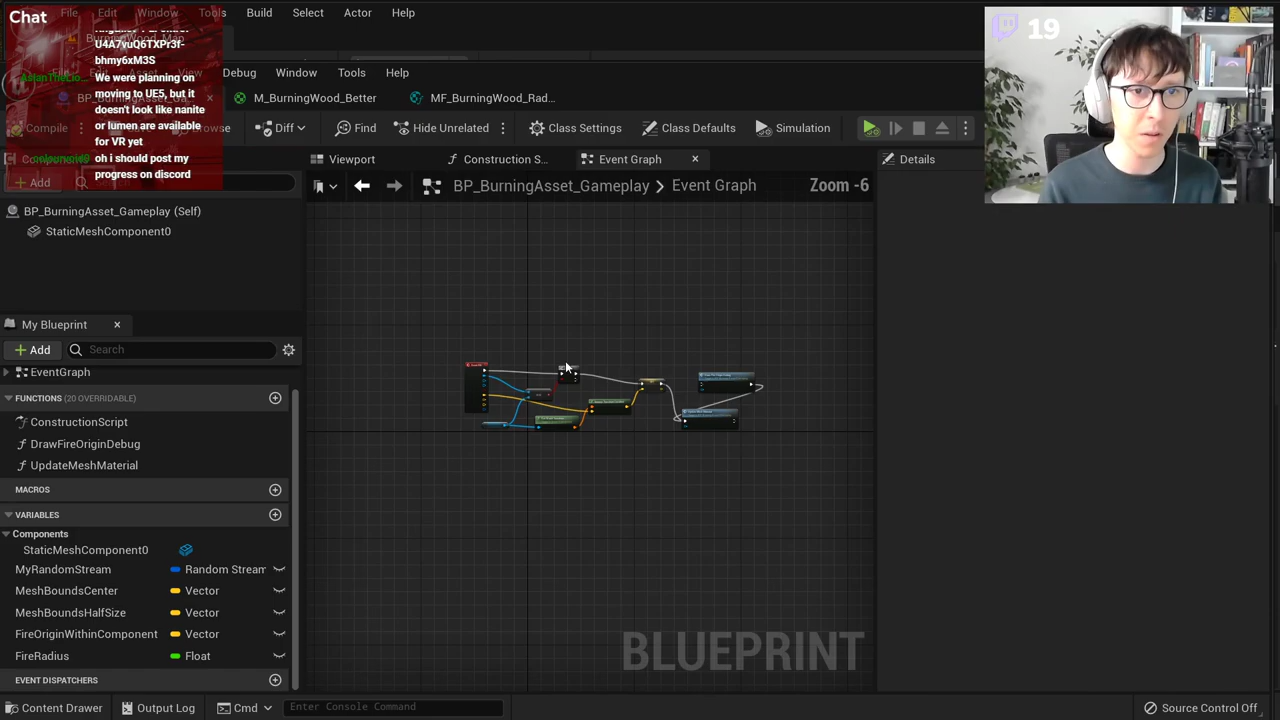 Chat
File Edit Window Tools Build Select Actor Help
BurningWood_Map
U4A7vuQ6TXPr3f-
bhmy6xM3S
We were planning on
moving to UE5, but it
doesn't look like nanite
or lumen are available
for VR yet
oh i should post my
progress on discord
19
Debug Window Tools Help
M_BurningWood_Better
MF_BurningWood_Rad...
Compile
Diff
Find
Hide Unrelated
Class Settings
Class Defaults
Simulation
Viewport
Construction S...
Event Graph
Details
Add
BP_BurningAsset_Gameplay > Event Graph
Zoom -6
BP_BurningAsset_Gameplay (Self)
StaticMeshComponent0
My Blueprint
Add
Search
EventGraph
FUNCTIONS (20 OVERRIDABLE)
ConstructionScript
DrawFireOriginDebug
UpdateMeshMaterial
MACROS
VARIABLES
Components
StaticMeshComponent0
MyRandomStream Random Stream
MeshBoundsCenter Vector
MeshBoundsHalfSize Vector
FireOriginWithinComponent Vector
FireRadius Float
EVENT DISPATCHERS
BLUEPRINT
Content Drawer
Output Log
Cmd
Enter Console Command
Source Control Off